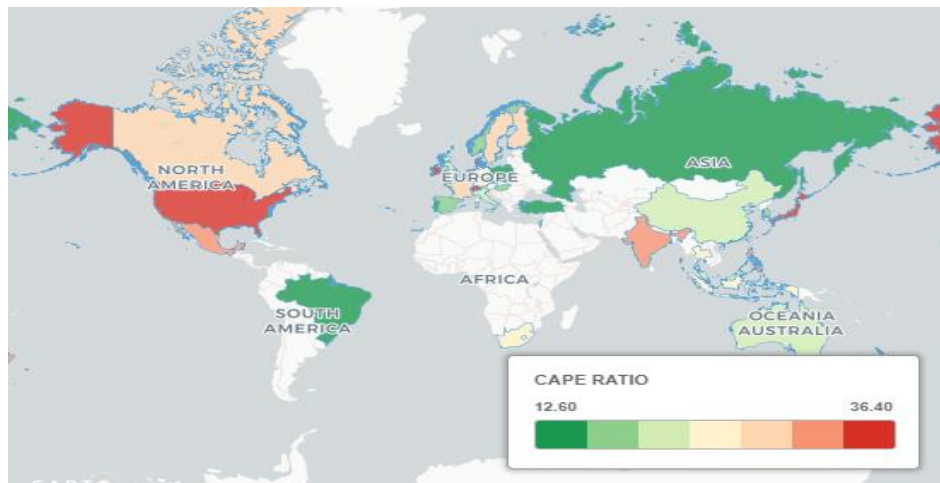 NORTH
AMERICA
EUROPE
ASIA
AFRICA
SOUTH
AMERICA
OCEANIA
AUSTRALIA
CAPE RATIO
12.60
36.40